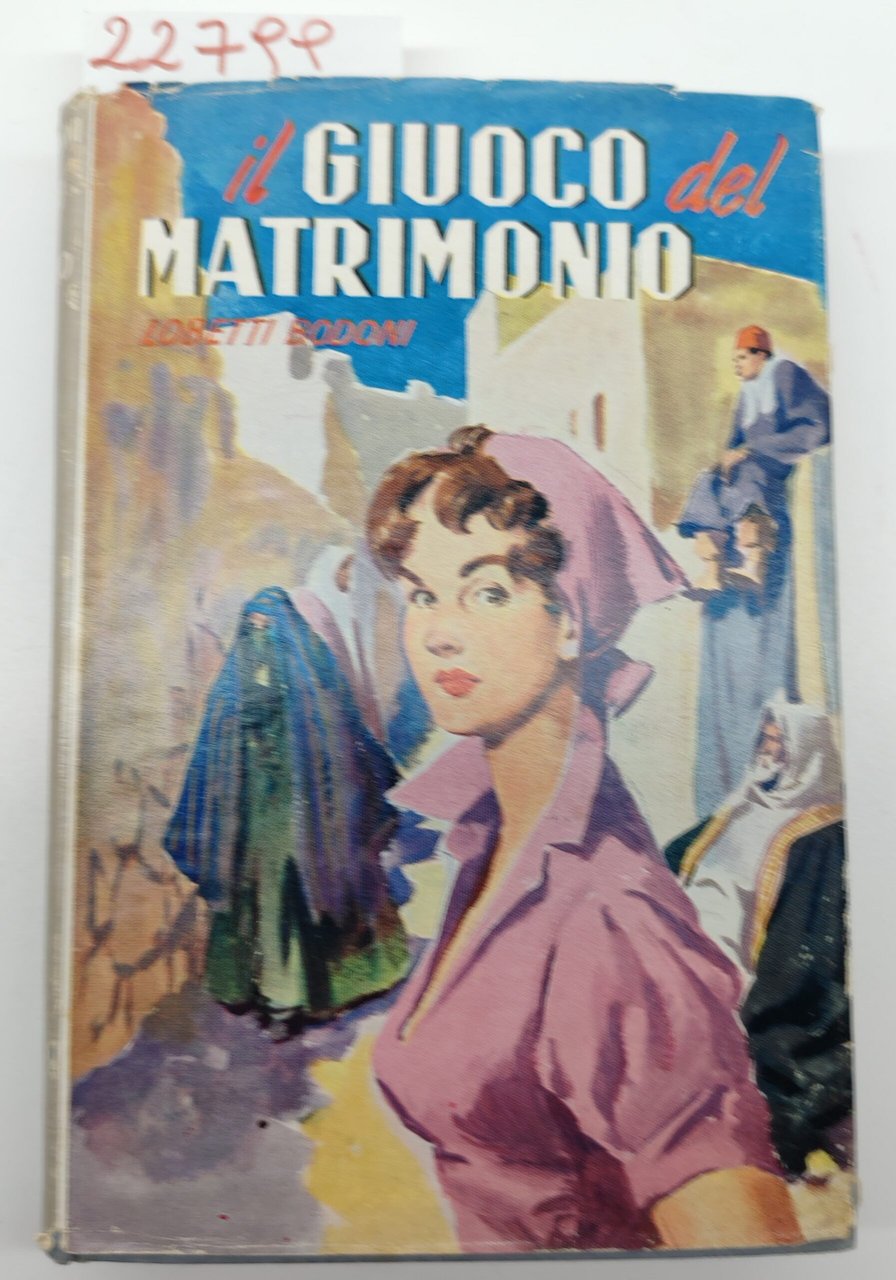 22799
il GIUOCO del
MATRIMONIO
LOBETTI BODONI